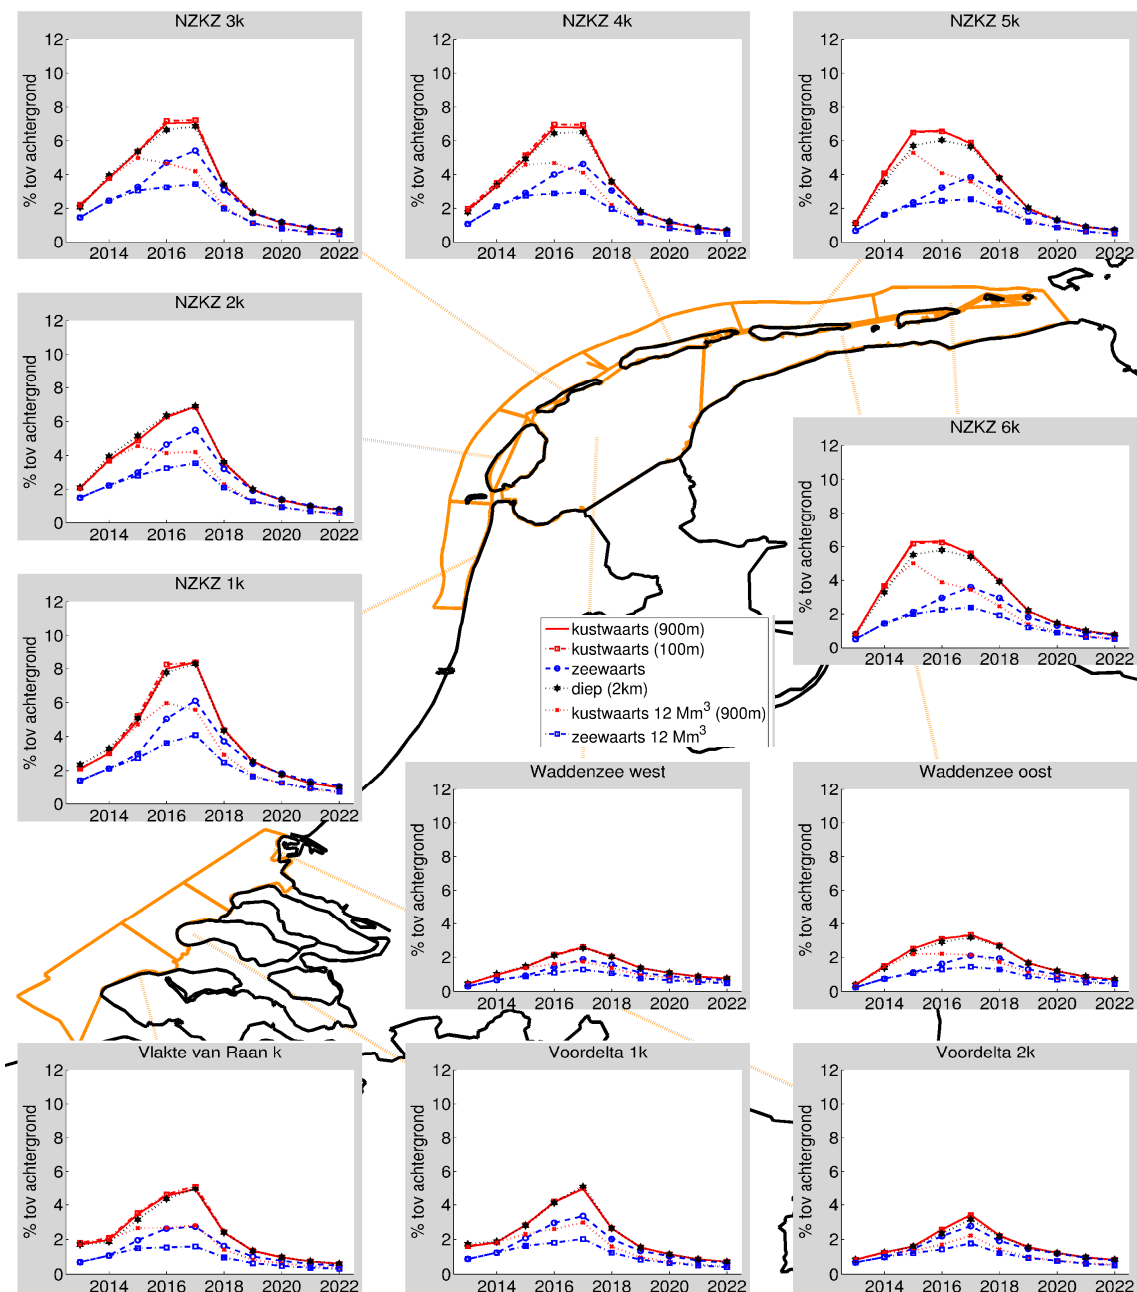 NZKZ 3k
% tov achtergrond
12
10
8
6
4
2
0
2014 2016 2018 2020 2022
NZKZ 4k
% tov achtergrond
12
10
8
6
4
2
0
2014 2016 2018 2020 2022
NZKZ 5k
% tov achtergrond
12
10
8
6
4
2
0
2014 2016 2018 2020 2022
NZKZ 2k
% tov achtergrond
12
10
8
6
4
2
0
2014 2016 2018 2020 2022
NZKZ 6k
% tov achtergrond
12
10
8
6
4
2
0
2014 2016 2018 2020 2022
NZKZ 1k
% tov achtergrond
12
10
8
6
4
2
0
2014 2016 2018 2020 2022
kustwaarts (900m)
kustwaarts (100m)
zeewaarts
diep (2km)
kustwaarts 12 Mm³ (900m)
zeewaarts 12 Mm³
Waddenzee west
% tov achtergrond
12
10
8
6
4
2
0
2014 2016 2018 2020 2022
Waddenzee oost
% tov achtergrond
12
10
8
6
4
2
0
2014 2016 2018 2020 2022
Vlakte van Raan k
% tov achtergrond
12
10
8
6
4
2
0
2014 2016 2018 2020 2022
Voordelta 1k
% tov achtergrond
12
10
8
6
4
2
0
2014 2016 2018 2020 2022
Voordelta 2k
% tov achtergrond
12
10
8
6
4
2
0
2014 2016 2018 2020 2022